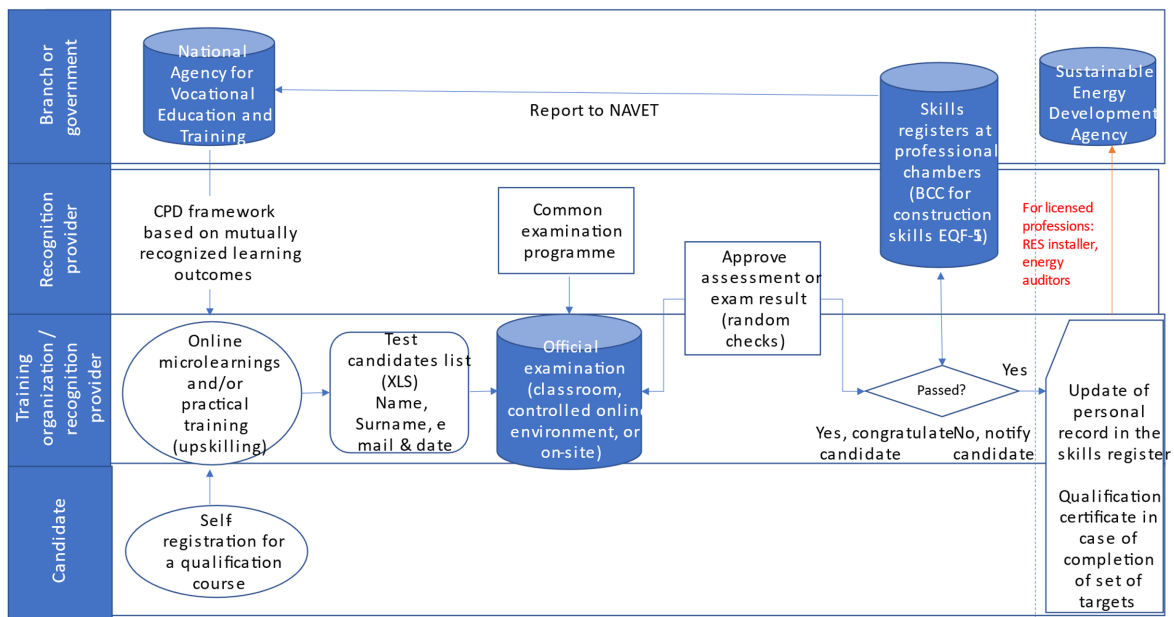 Branch or
government
National
Agency for
Vocational
Education and
Training
Report to NAVET
Skills
registers at
professional
chambers
(BCC for
construction
skills EQF-5)
Sustainable
Energy
Development
Agency
Recognition
provider
CPD framework
based on mutually
recognized learning
outcomes
Common
examination
programme
Approve
assessment or
exam result
(random
checks)
For licensed
professions:
RES installer,
energy
auditors
Training
organization /
recognition
provider
Online
microlearnings
and/or
practical
training
(upskilling)
Test
candidates list
(XLS)
Name,
Surname, e
mail & date
Official
examination
(classroom,
controlled online
environment, or
on-site)
Passed?
Yes
Yes, congratulate
candidate
No, notify
candidate
Update of
personal
record in the
skills register
Qualification
certificate in
case of
completion
of set of
targets
Candidate
Self-
registration for
a qualification
course